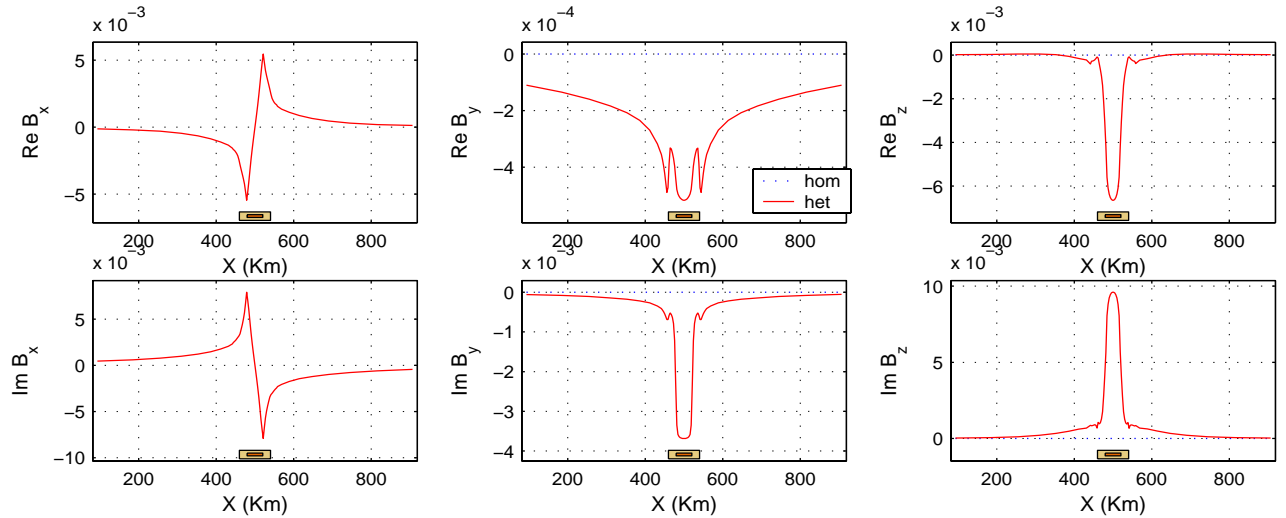 x 10⁻³
5
0
−5
Re Bₓ
200 400 600 800
X (Km)
x 10⁻⁴
0
−2
−4
Re B_y
hom
het
200 400 600 800
X (Km)
x 10⁻³
0
−2
−4
−6
Re B_z
200 400 600 800
X (Km)
x 10⁻³
5
0
−5
−10
Im Bₓ
200 400 600 800
X (Km)
x 10⁻³
0
−1
−2
−3
−4
Im B_y
200 400 600 800
X (Km)
x 10⁻³
10
5
0
Im B_z
200 400 600 800
X (Km)